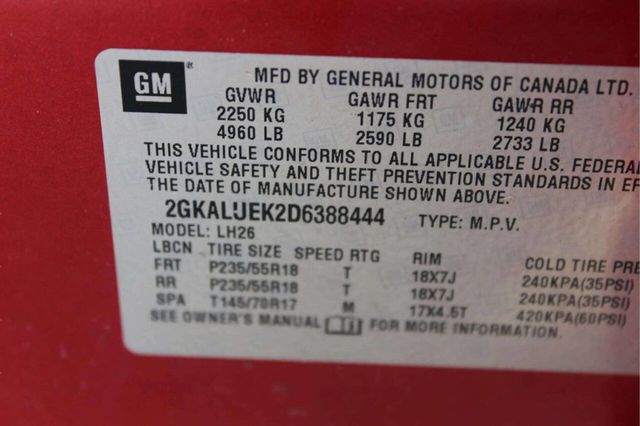 GM
MFD BY GENERAL MOTORS OF CANADA LTD.
GVWR GAWR FRT GAWR RR
2250 KG 1175 KG 1240 KG
4960 LB 2590 LB 2733 LB
THIS VEHICLE CONFORMS TO ALL APPLICABLE U.S. FEDERAL
VEHICLE SAFETY AND THEFT PREVENTION STANDARDS IN EF
THE DATE OF MANUFACTURE SHOWN ABOVE.
2GKALUEK2D6388444 TYPE: M.P.V.
MODEL: LH26
LBCN TIRE SIZE SPEED RTG RIM COLD TIRE PRE
FRT P235/55R18 T 18X7J 240KPA(35PSI)
RR P235/55R18 T 18X7J 240KPA(35PSI)
SPA T145/70R17 M 17X4.5T 420KPA(60PSI)
SEE OWNER'S MANUAL FOR MORE INFORMATION.